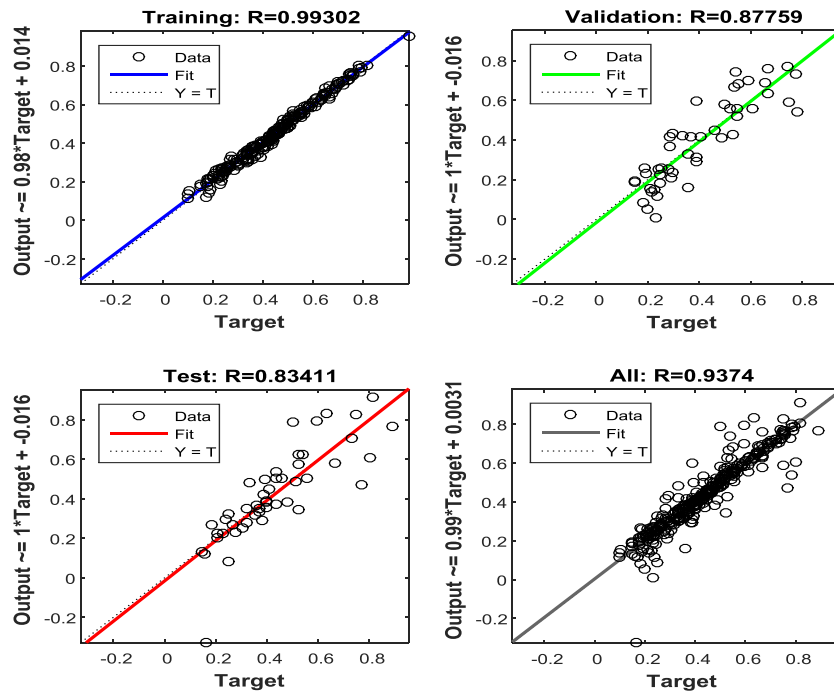 Training: R=0.99302
Output ~= 0.98*Target + 0.014
0.8
0.6
0.4
0.2
0
-0.2
Data
Fit
Y = T
-0.2
0
0.2
0.4
0.6
0.8
Target
Validation: R=0.87759
Output ~= 1*Target + -0.016
0.8
0.6
0.4
0.2
0
-0.2
Data
Fit
Y = T
-0.2
0
0.2
0.4
0.6
0.8
Target
Test: R=0.83411
Output ~= 1*Target + -0.016
0.8
0.6
0.4
0.2
0
-0.2
Data
Fit
Y = T
-0.2
0
0.2
0.4
0.6
0.8
Target
All: R=0.9374
Output ~= 0.99*Target + 0.0031
0.8
0.6
0.4
0.2
0
-0.2
Data
Fit
Y = T
-0.2
0
0.2
0.4
0.6
0.8
Target